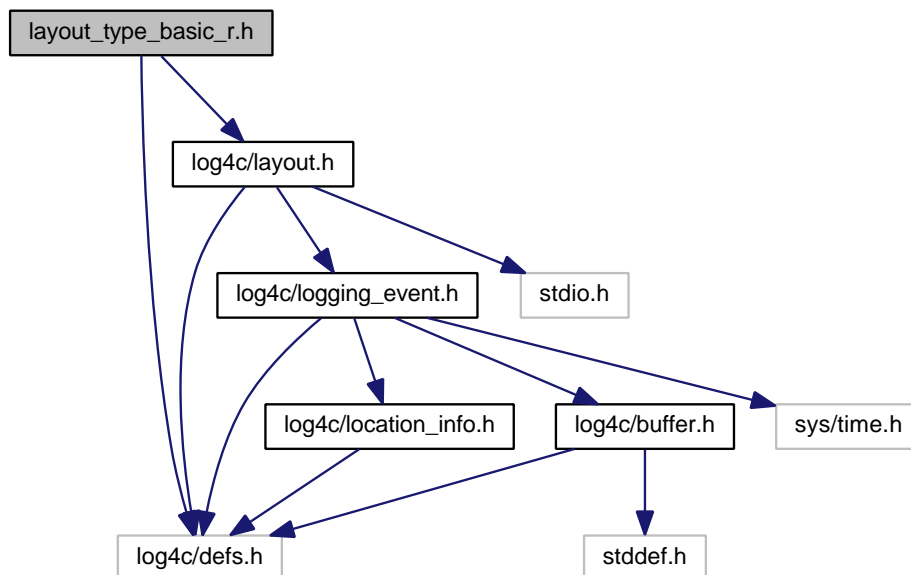 layout_type_basic_r.h
log4c/layout.h
log4c/logging_event.h
stdio.h
log4c/location_info.h
log4c/buffer.h
sys/time.h
log4c/defs.h
stddef.h